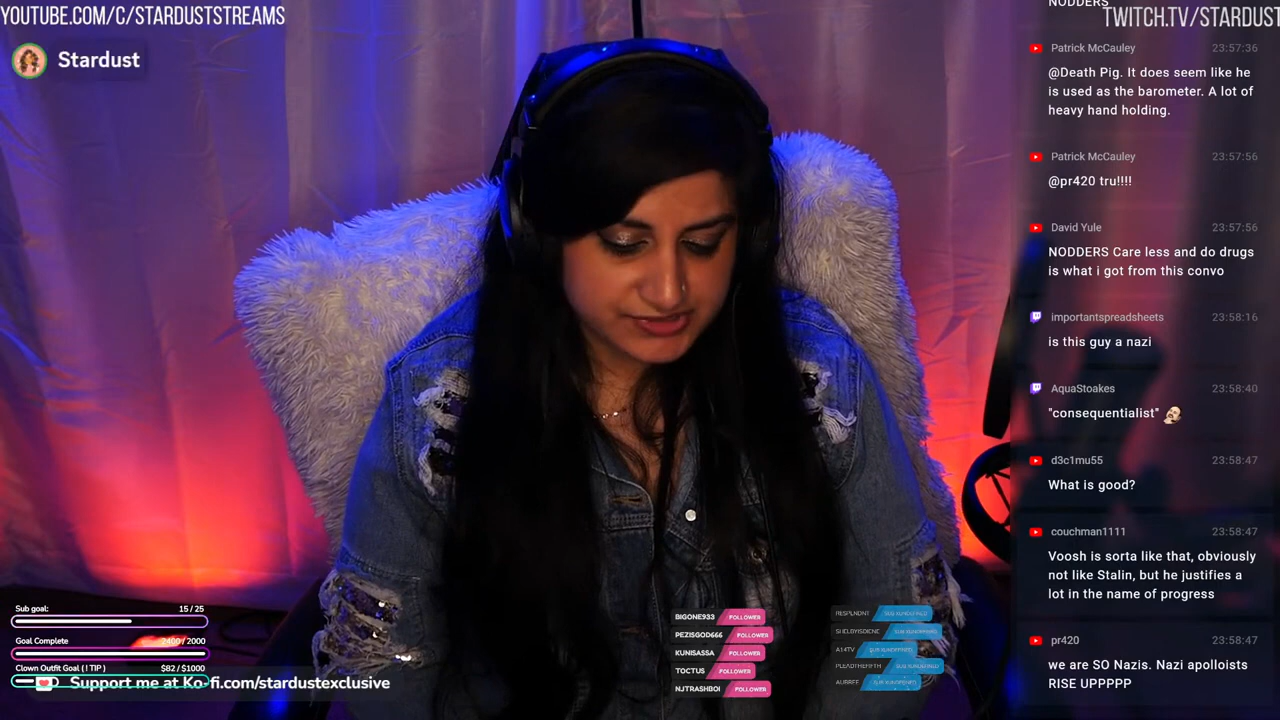 YOUTUBE.COM/C/STARDUSTSTREAMS
Stardust
NODDERS
TWITCH.TV/STARDUST
Patrick McCauley 23:57:36
@Death Pig. It does seem like he
is used as the barometer. A lot of
heavy hand holding.
Patrick McCauley 23:57:56
@pr420 tru!!!!
David Yule 23:57:56
NODDERS Care less and do drugs
is what i got from this convo
importantspreadsheets 23:58:16
is this guy a nazi
AquaStoakes 23:58:40
"consequentialist"
d3c1mu55 23:58:47
What is good?
couchman1111 23:58:47
Voosh is sorta like that, obviously
not like Stalin, but he justifies a
lot in the name of progress
pr420 23:58:47
we are SO Nazis. Nazi apolloists
RISE UPPPPP
Sub goal: 15 / 25
Goal Complete 2400 / 2000
Clown Outfit Goal ( ! TIP ) $82 / $1000
Support me at Ko-fi.com/stardustexclusive
BIGONE933 FOLLOWER
PEZISGOD666 FOLLOWER
KUNISASSA FOLLOWER
TOCTUS FOLLOWER
NJTRASHBOI FOLLOWER
RESPLNDNT
SHELBYISDIENE
A14TV
PLEADTHEFIFTH
AUBREE